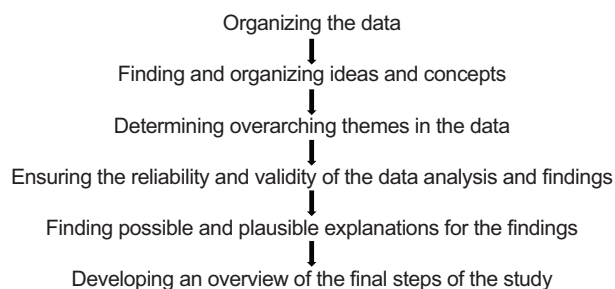 Organizing the data
Finding and organizing ideas and concepts
Determining overarching themes in the data
Ensuring the reliability and validity of the data analysis and findings
Finding possible and plausible explanations for the findings
Developing an overview of the final steps of the study